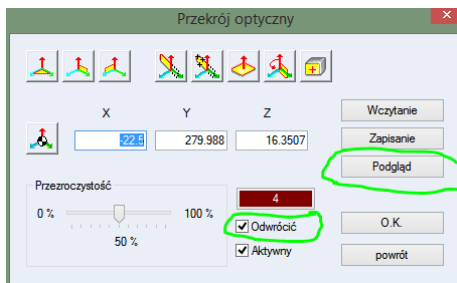 Przekrój optyczny
X Y Z
Wczytanie
-22.5 279.988 16.3507
Zapisanie
Podgląd
Przezroczystość
0 % 100 %
50 %
4
Odwrócić
Aktywny
O.K.
powrót